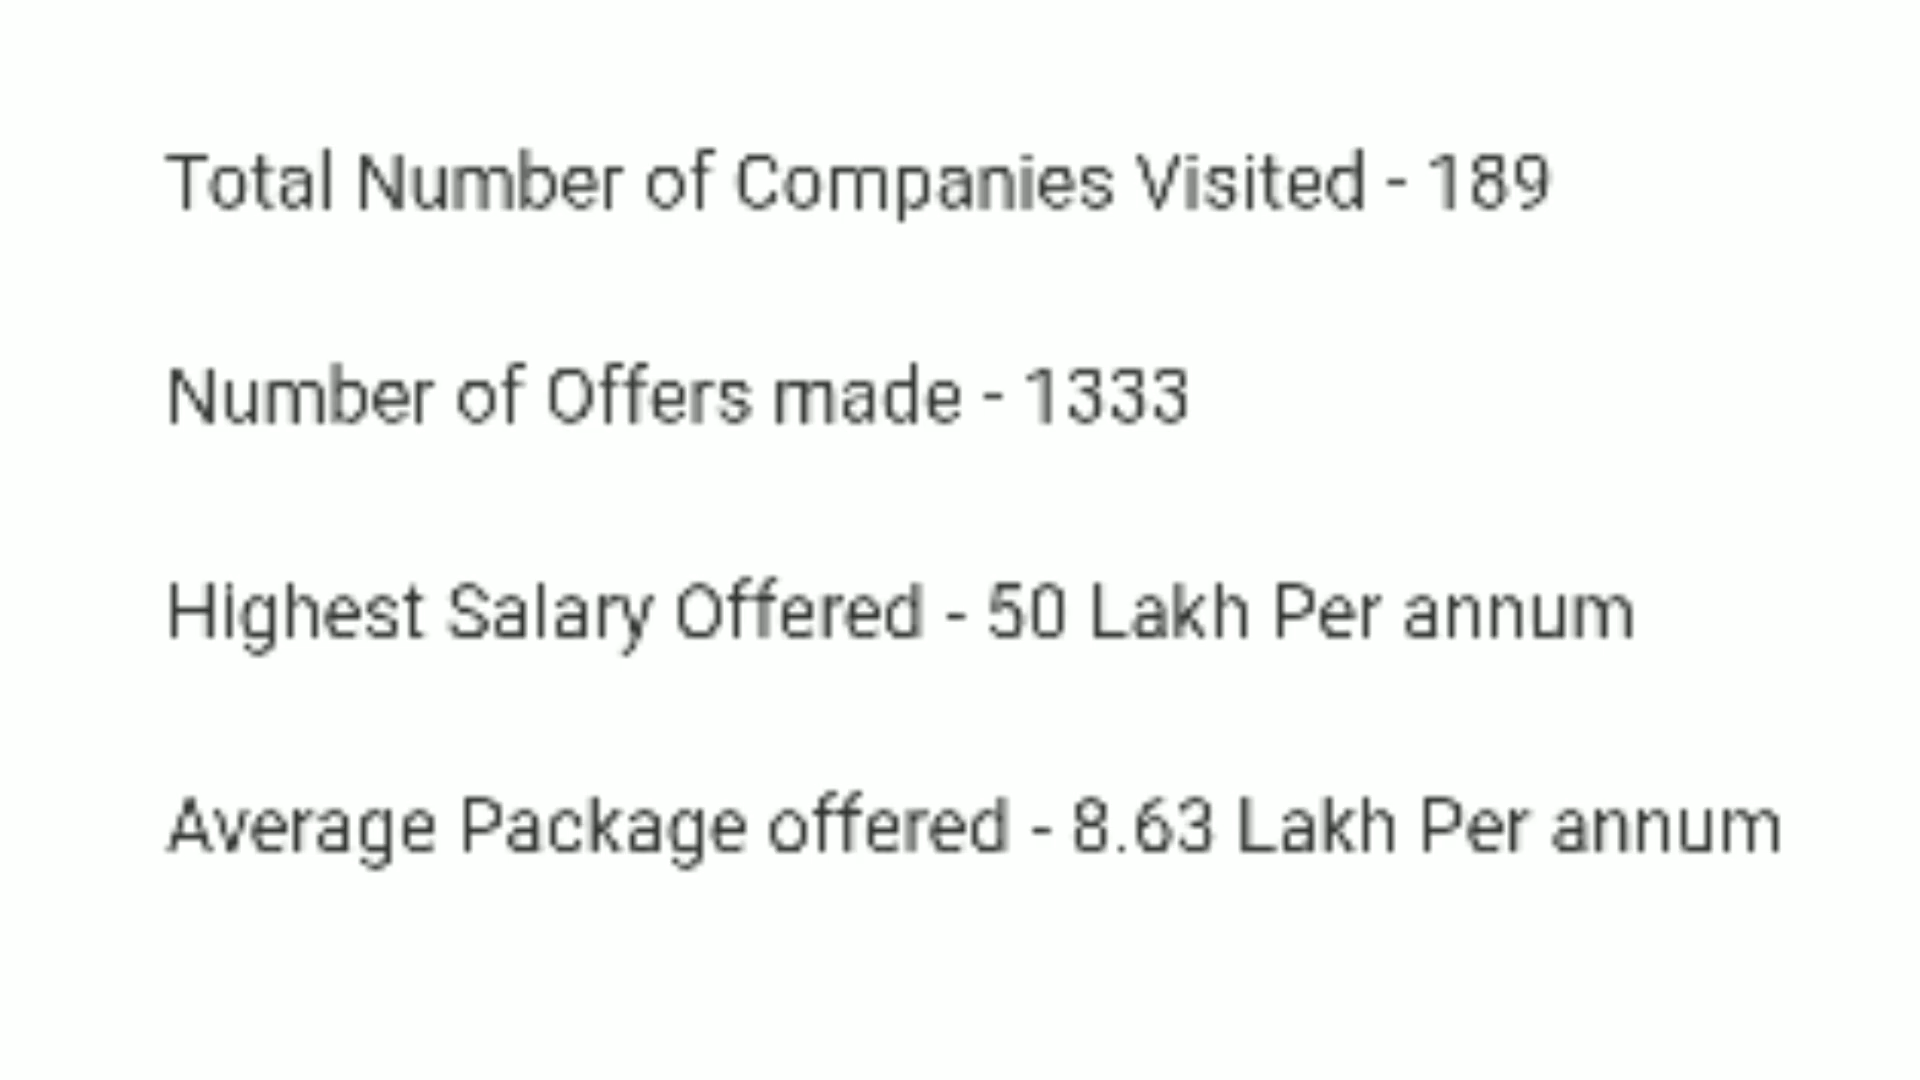 Total Number of Companies Visited - 189
Number of Offers made - 1333
Highest Salary Offered - 50 Lakh Per annum
Average Package offered - 8.63 Lakh Per annum